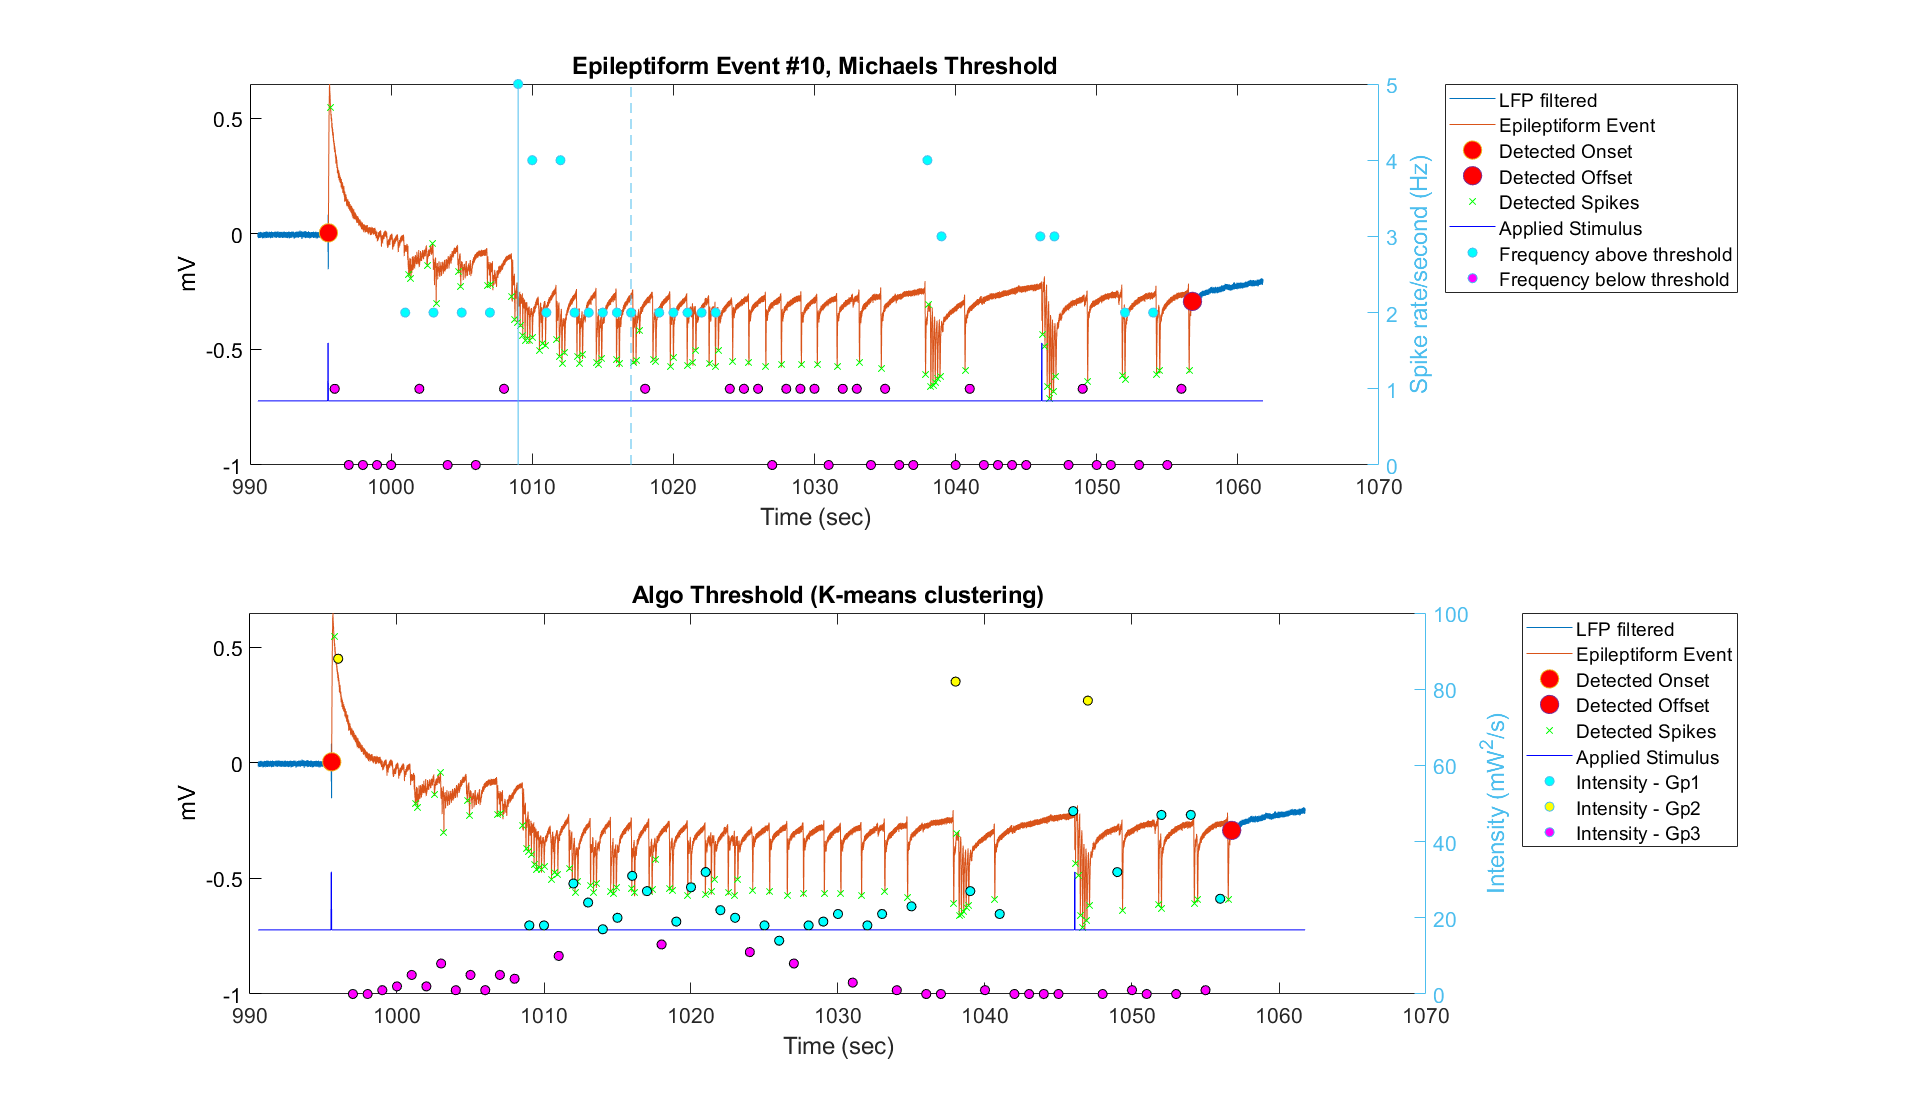 Epileptiform Event #10, Michaels Threshold
0.5
0
-0.5
-1
mV
990
1000
1010
1020
1030
1040
1050
1060
1070
Time (sec)
5
4
3
2
1
0
Spike rate/second (Hz)
LFP filtered
Epileptiform Event
Detected Onset
Detected Offset
Detected Spikes
Applied Stimulus
Frequency above threshold
Frequency below threshold
Algo Threshold (K-means clustering)
0.5
0
-0.5
-1
mV
990
1000
1010
1020
1030
1040
1050
1060
1070
Time (sec)
100
80
60
40
20
0
Intensity (mW²/s)
LFP filtered
Epileptiform Event
Detected Onset
Detected Offset
Detected Spikes
Applied Stimulus
Intensity - Gp1
Intensity - Gp2
Intensity - Gp3